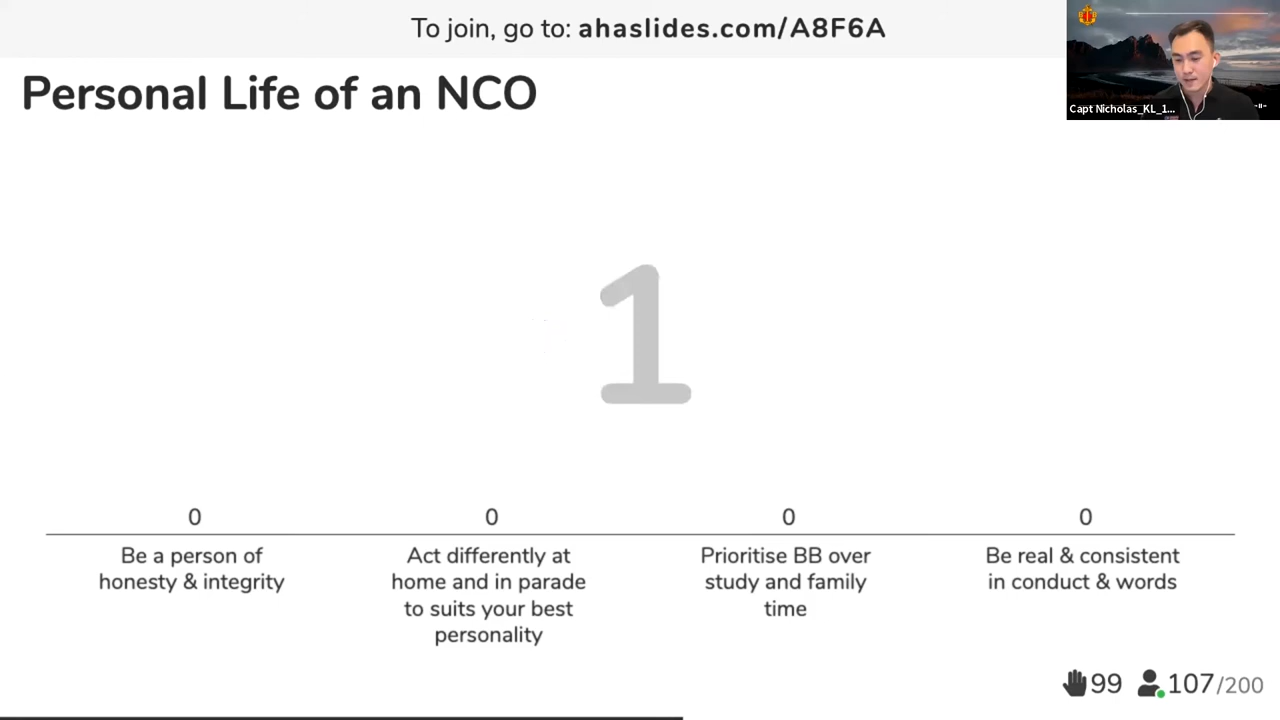 To join, go to: ahaslides.com/A8F6A
Capt Nicholas_KL_1...
Personal Life of an NCO
1
0
0
0
0
Be a person of
honesty & integrity
Act differently at
home and in parade
to suits your best
personality
Prioritise BB over
study and family
time
Be real & consistent
in conduct & words
99
107/200